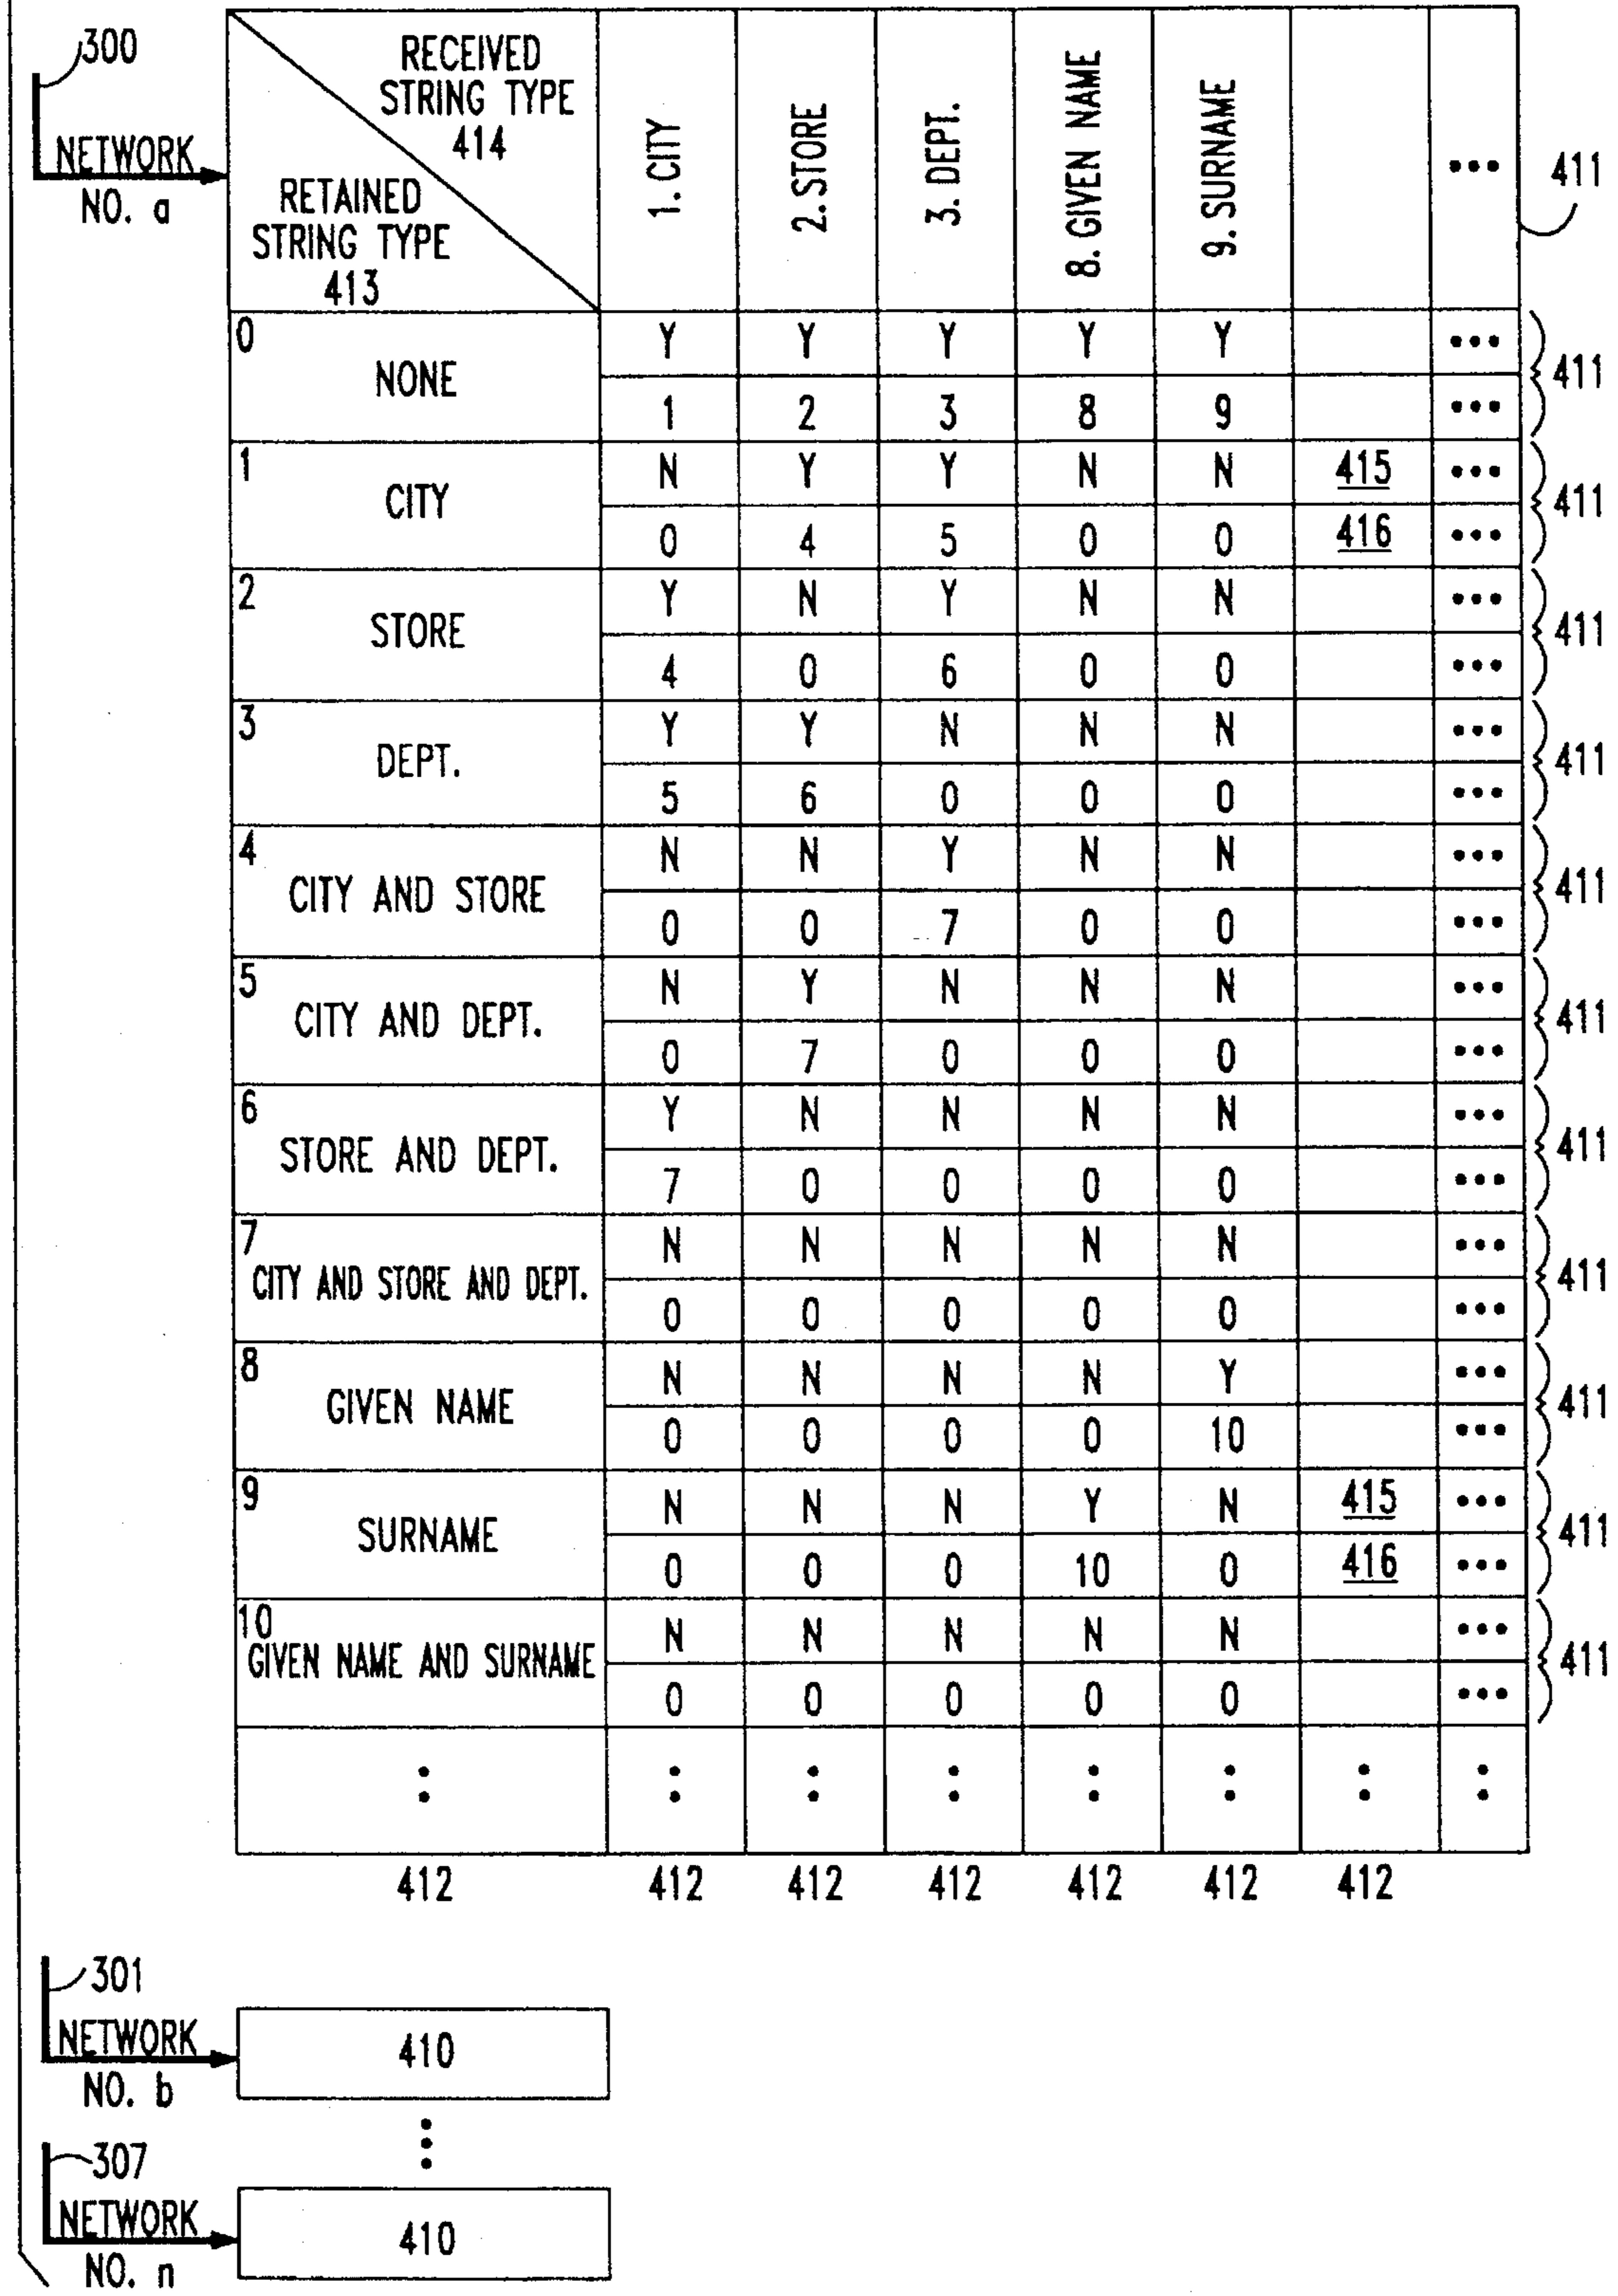 300
NETWORK
NO. a
RECEIVED
STRING TYPE
414
RETAINED
STRING TYPE
413
1. CITY
2. STORE
3. DEPT.
8. GIVEN NAME
9. SURNAME
••• 411
0 NONE Y Y Y Y Y •••
1 2 3 8 9 •••
411
1 CITY N Y Y N N 415 •••
0 4 5 0 0 416 •••
411
2 STORE Y N Y N N •••
4 0 6 0 0 •••
411
3 DEPT. Y Y N N N •••
5 6 0 0 0 •••
411
4 CITY AND STORE N N Y N N •••
0 0 7 0 0 •••
411
5 CITY AND DEPT. N Y N N N •••
0 7 0 0 0 •••
411
6 STORE AND DEPT. Y N N N N •••
7 0 0 0 0 •••
411
7 CITY AND STORE AND DEPT. N N N N N •••
0 0 0 0 0 •••
411
8 GIVEN NAME N N N N Y •••
0 0 0 0 10 •••
411
9 SURNAME N N N Y N 415 •••
0 0 0 10 0 416 •••
411
10 GIVEN NAME AND SURNAME N N N N N •••
0 0 0 0 0 •••
411
412 412 412 412 412 412 412
301
NETWORK
NO. b
410
307
NETWORK
NO. n
410